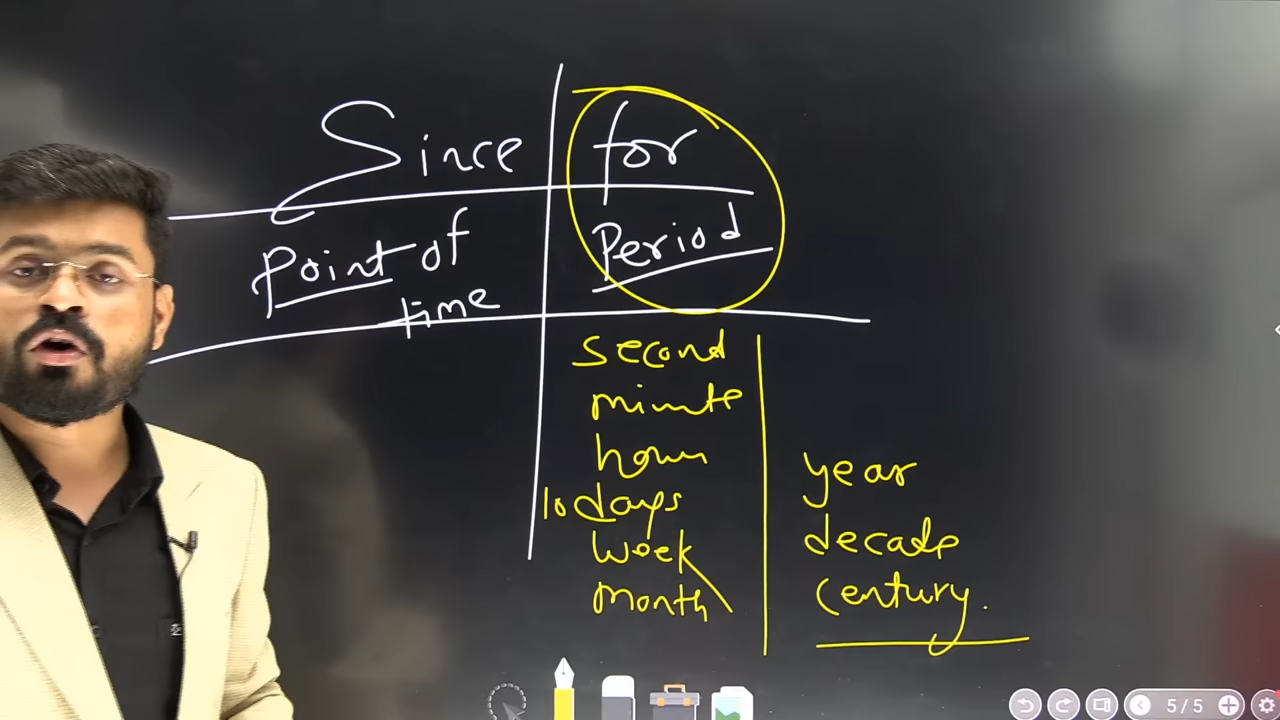 Since
for
Point of
time
Period
second
minute
hour
10 days
week
month
year
decade
century.
5/5